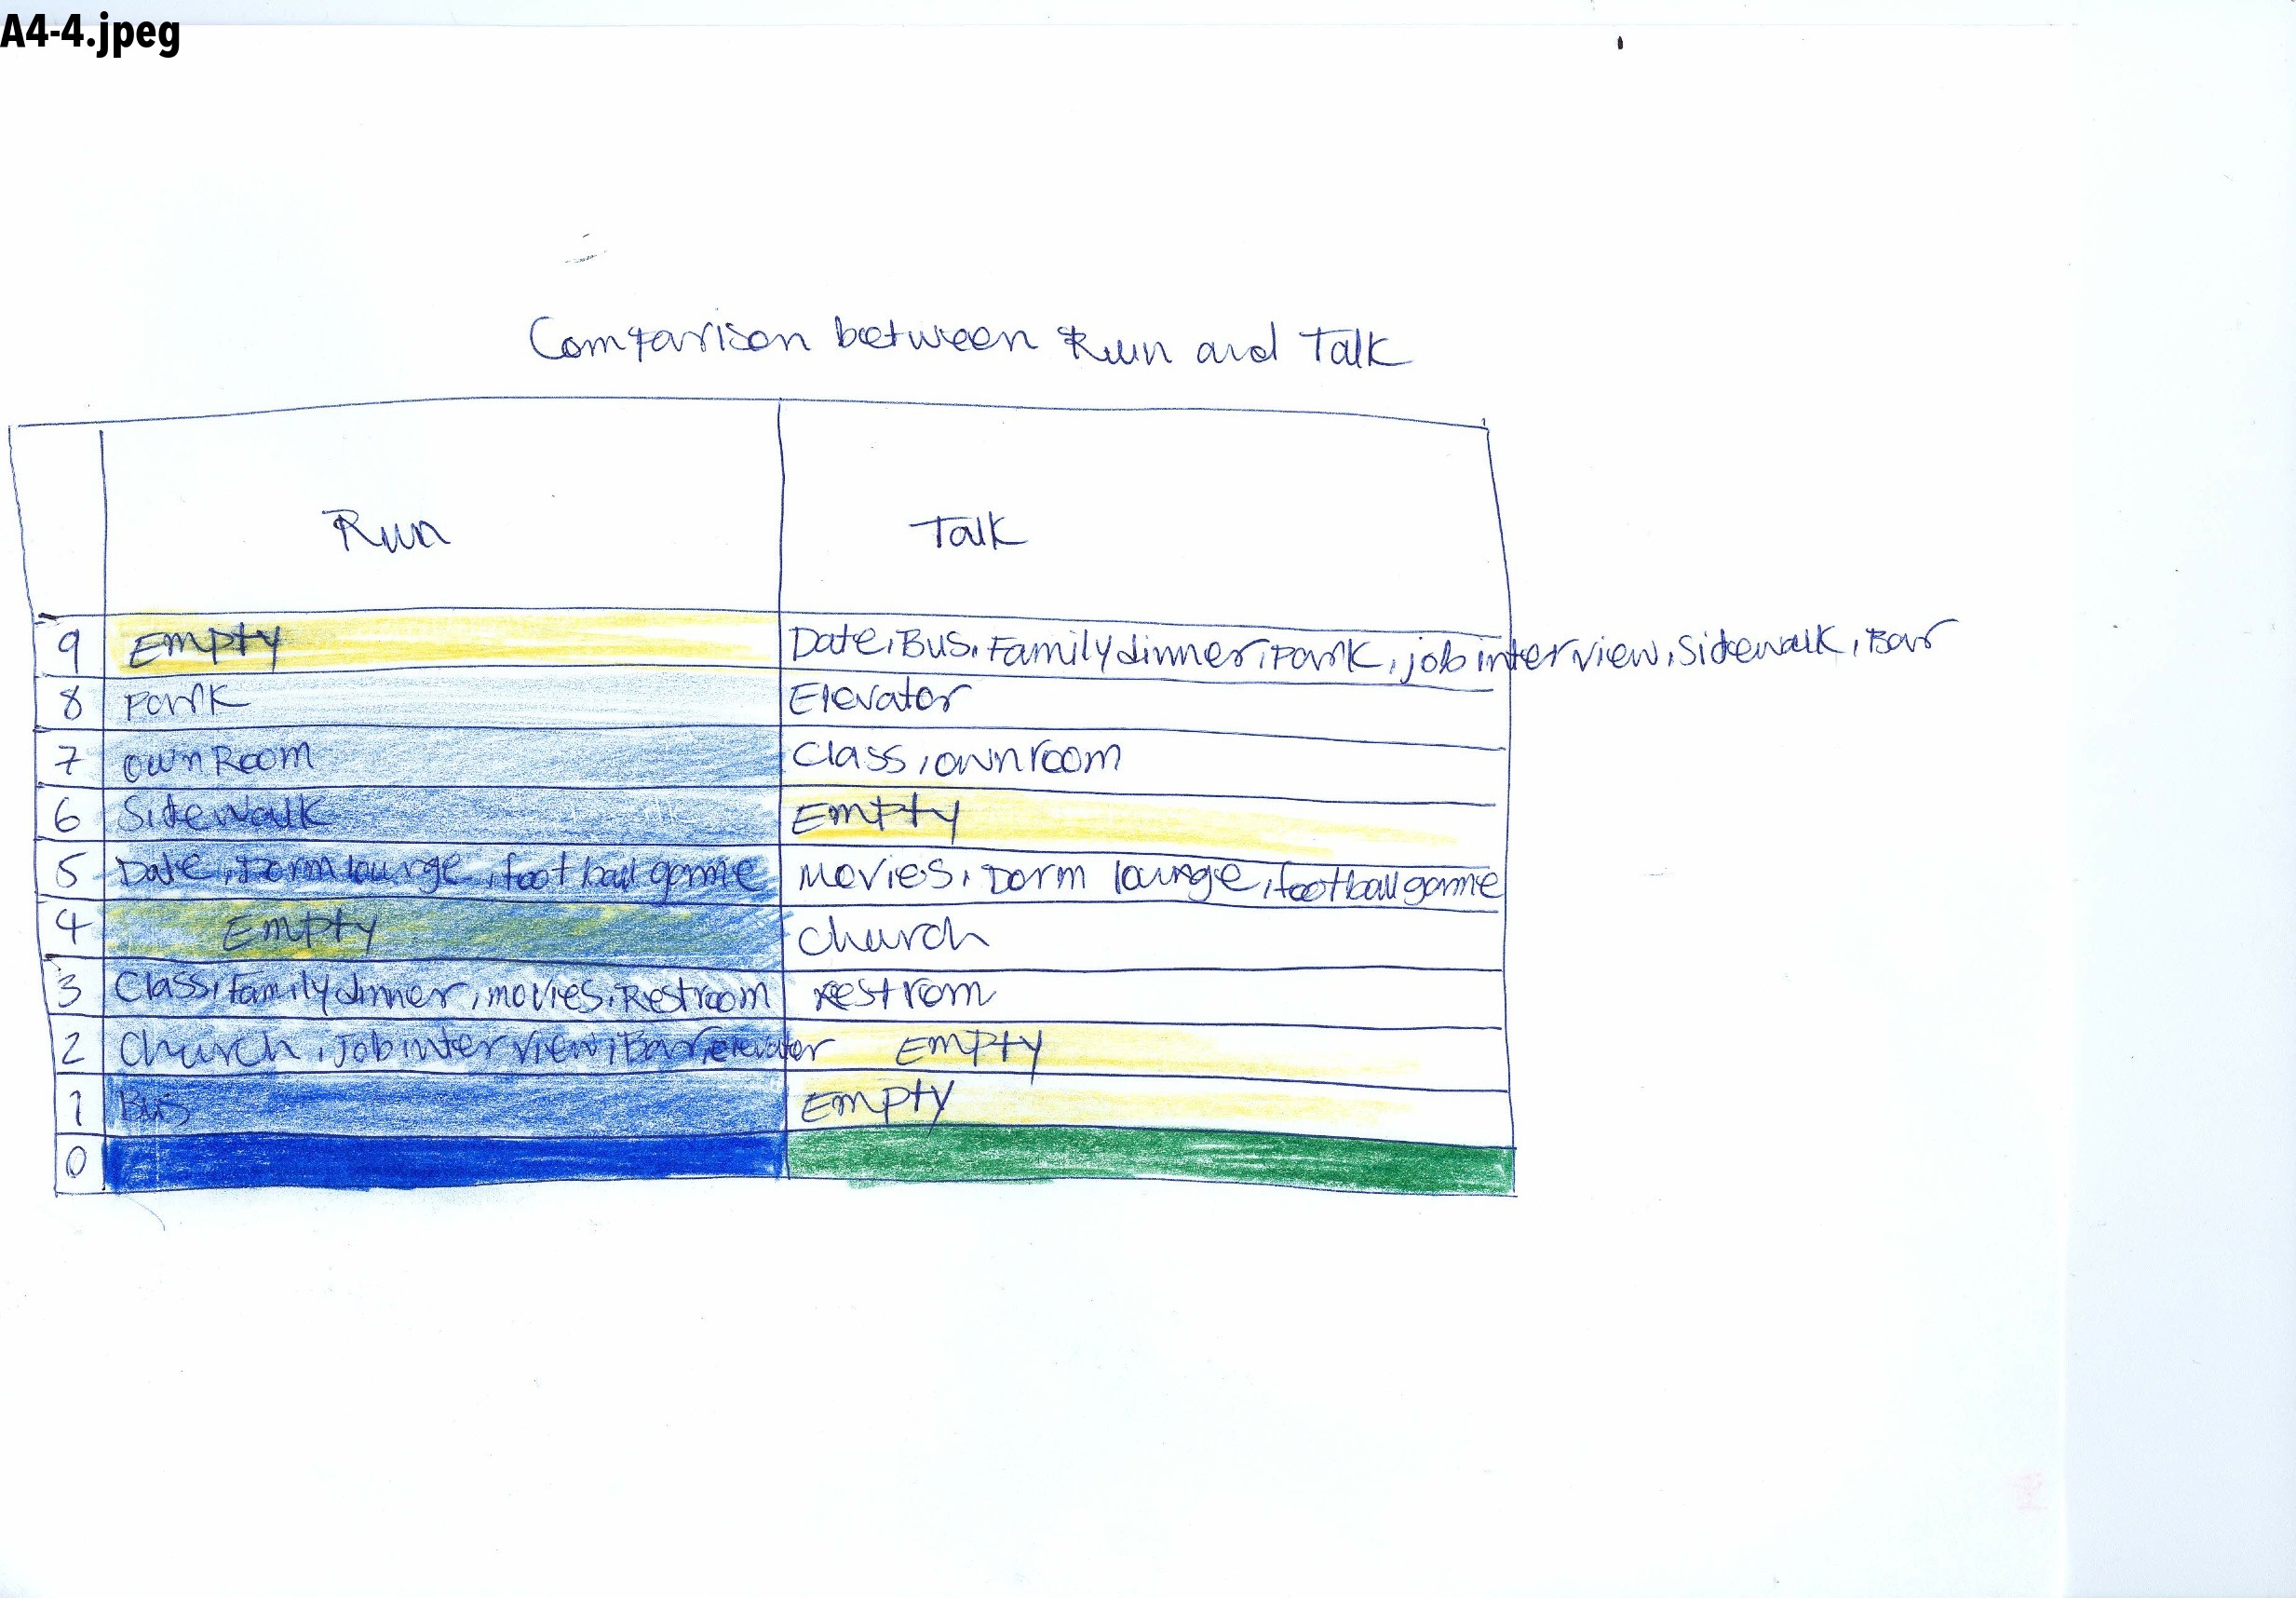 A4-4.jpeg
Comparison between Run and Talk
Run Talk
9 Empty Date, Bus, Family dinner, Park, job interview, Sidewalk, Bar
8 Park Elevator
7 own Room Class, own room
6 Sidewalk Empty
5 Date, Dorm lounge, football game Movies, Dorm lounge, football game
4 Empty Church
3 Class, family dinner, movies, Restroom Restrom
2 Church, Job interview, Bar, elevator Empty
1 Bus Empty
0